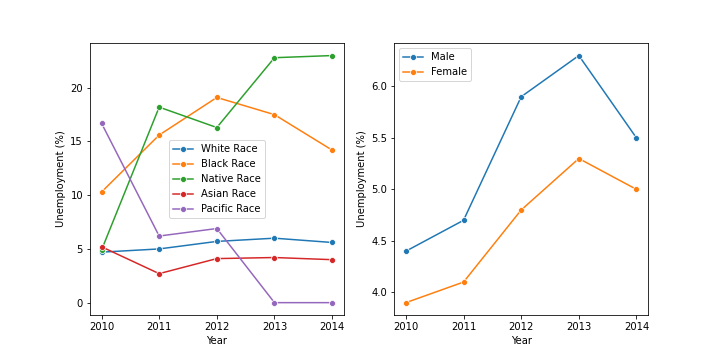 Unemployment (%)
20
15
10
5
0
White Race
Black Race
Native Race
Asian Race
Pacific Race
2010 2011 2012 2013 2014
Year
Unemployment (%)
6.0
5.5
5.0
4.5
4.0
Male
Female
2010 2011 2012 2013 2014
Year